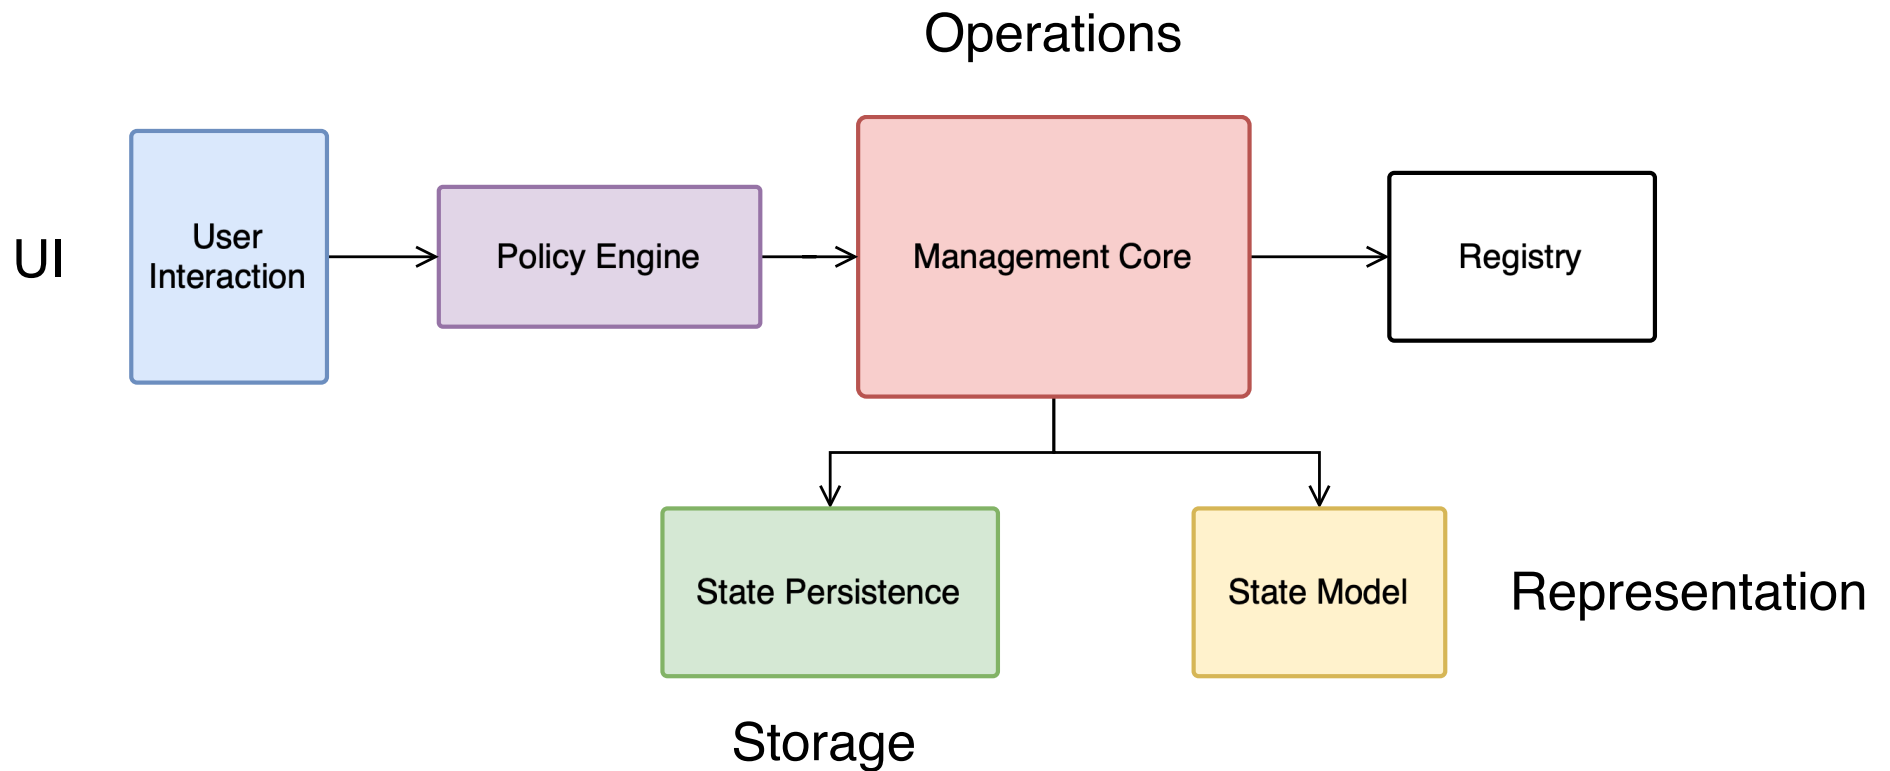 Operations
UI
User
Interaction
Policy Engine
Management Core
Registry
State Persistence
State Model
Representation
Storage